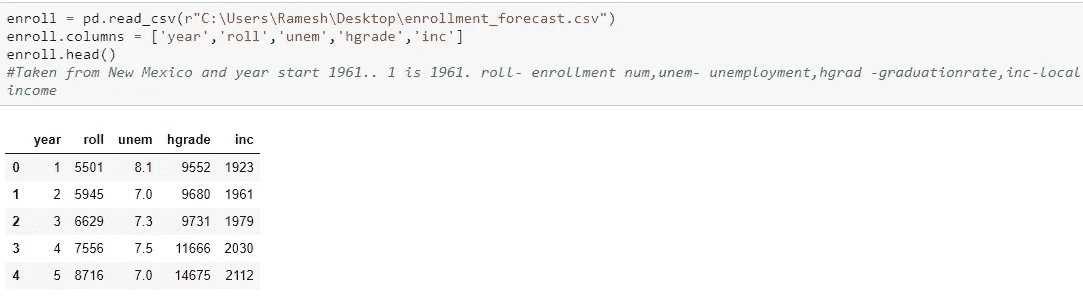 enroll = pd.read_csv(r"C:\Users\Ramesh\Desktop\enrollment_forecast.csv")
enroll.columns = ['year','roll','unem','hgrade','inc']
enroll.head()
#Taken from New Mexico and year start 1961.. 1 is 1961. roll- enrollment num,unem- unemployment,hgrad -graduationrate,inc-local
income
year roll unem hgrade inc
0 1 5501 8.1 9552 1923
1 2 5945 7.0 9680 1961
2 3 6629 7.3 9731 1979
3 4 7556 7.5 11666 2030
4 5 8716 7.0 14675 2112